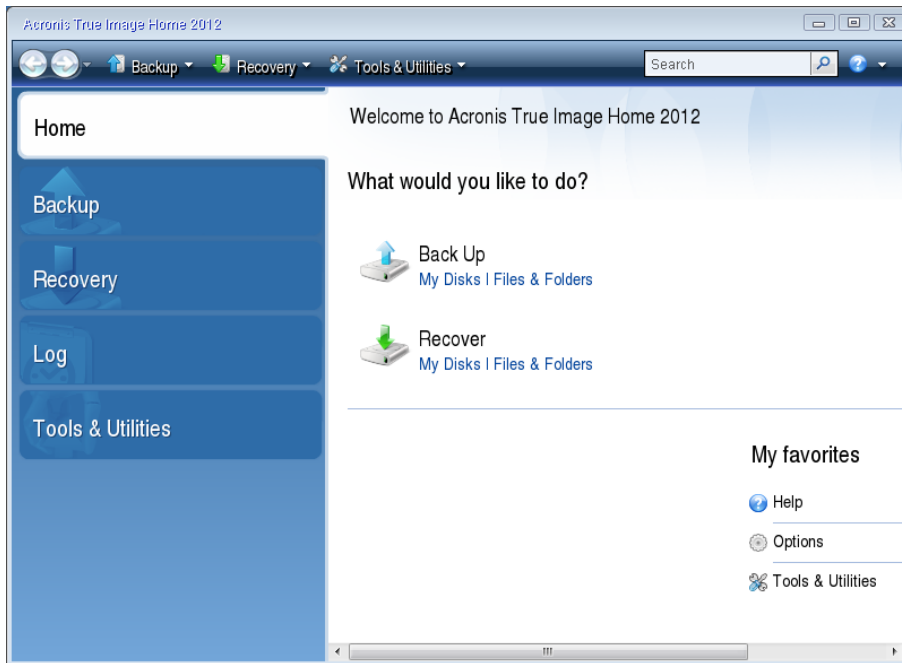 Acronis True Image Home 2012
Backup Recovery Tools & Utilities Search
Home
Backup
Recovery
Log
Tools & Utilities
Welcome to Acronis True Image Home 2012
What would you like to do?
Back Up
My Disks | Files & Folders
Recover
My Disks | Files & Folders
My favorites
Help
Options
Tools & Utilities